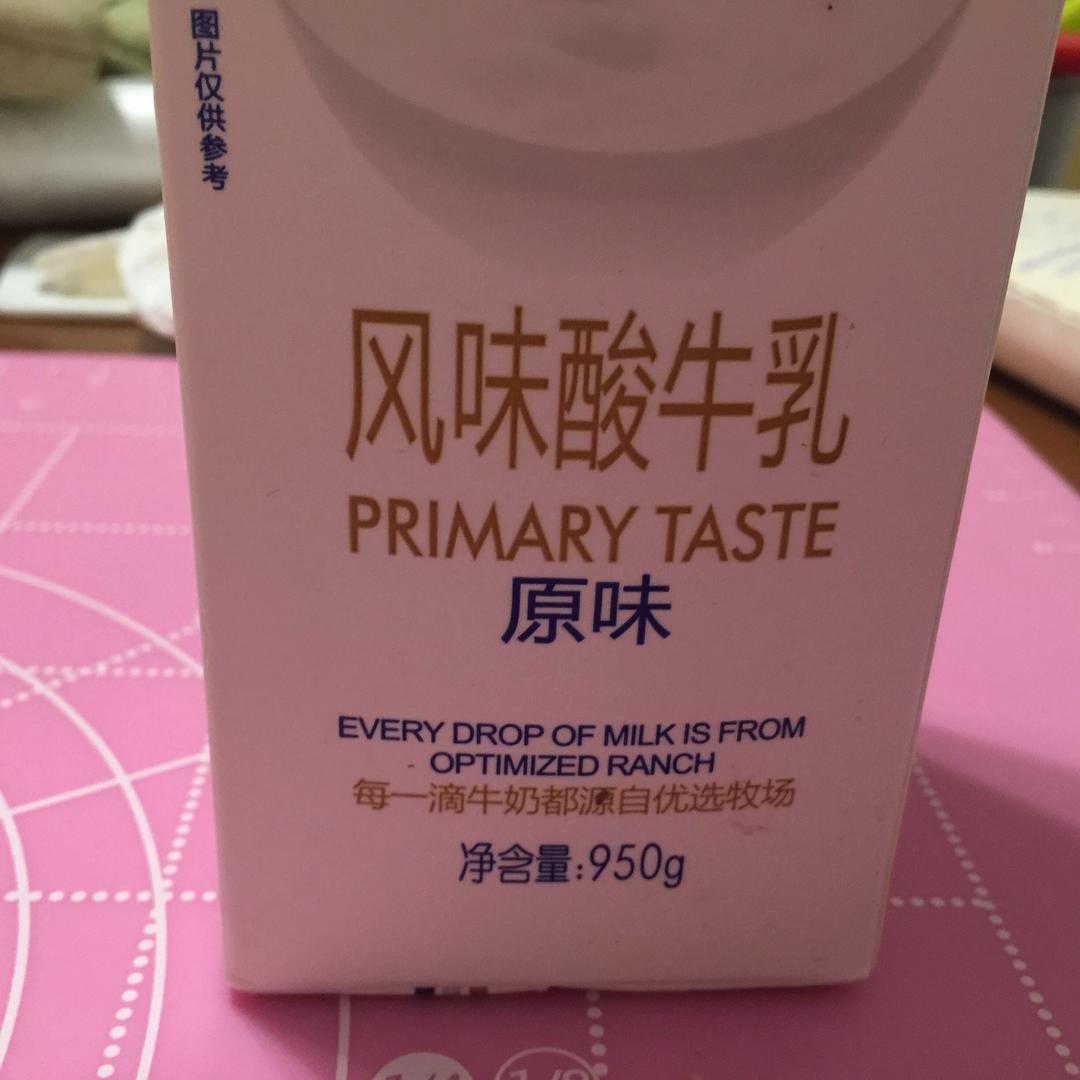 图片仅供参考
风味酸牛乳
PRIMARY TASTE
原味
EVERY DROP OF MILK IS FROM
OPTIMIZED RANCH
每一滴牛奶都源自优选牧场
净含量:950g